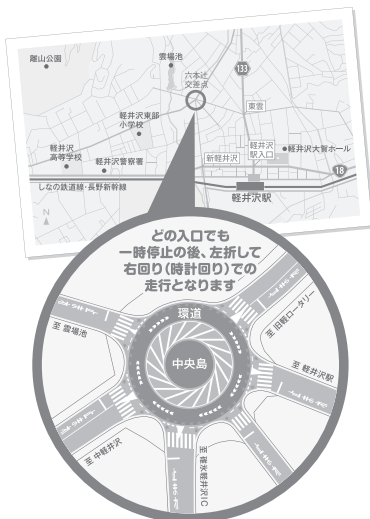 離山公園
雲場池
133
六本辻
交差点
東雲
軽井沢東部
小学校
軽井沢
高等学校
軽井沢警察署
新軽井沢
軽井沢
駅入口
軽井沢大賀ホール
18
しなの鉄道線・長野新幹線
軽井沢駅
N
どの入口でも
一時停止の後、左折して
右回り(時計回り)での
走行となります
環道
中央島
至 雲場池
至 旧軽ロータリー
至 軽井沢駅
至 中軽井沢
至 碓氷軽井沢IC